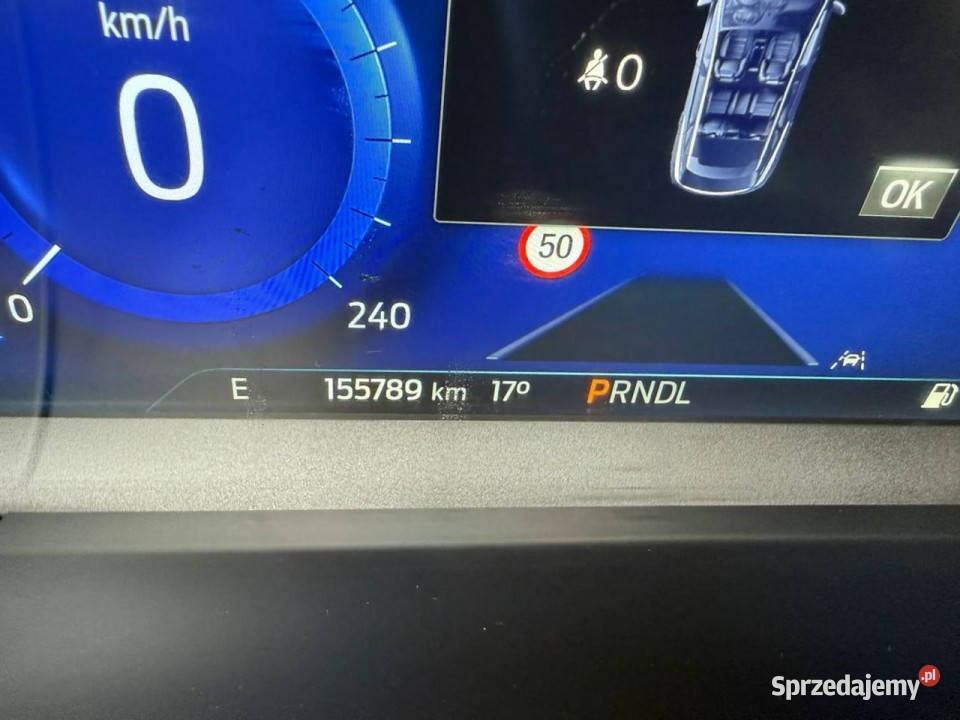 km/h
0
0
OK
50
0
240
E 155789 km 17° PRNDL
Sprzedajemy.pl